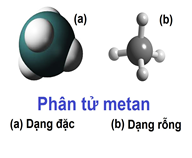 (a) (b)
Phân tử metan
(a) Dạng đặc (b) Dạng rỗng